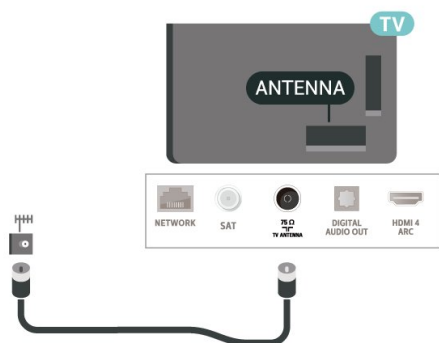 TV
ANTENNA
NETWORK
SAT
75 Ω
TV ANTENNA
DIGITAL
AUDIO OUT
HDMI 4
ARC